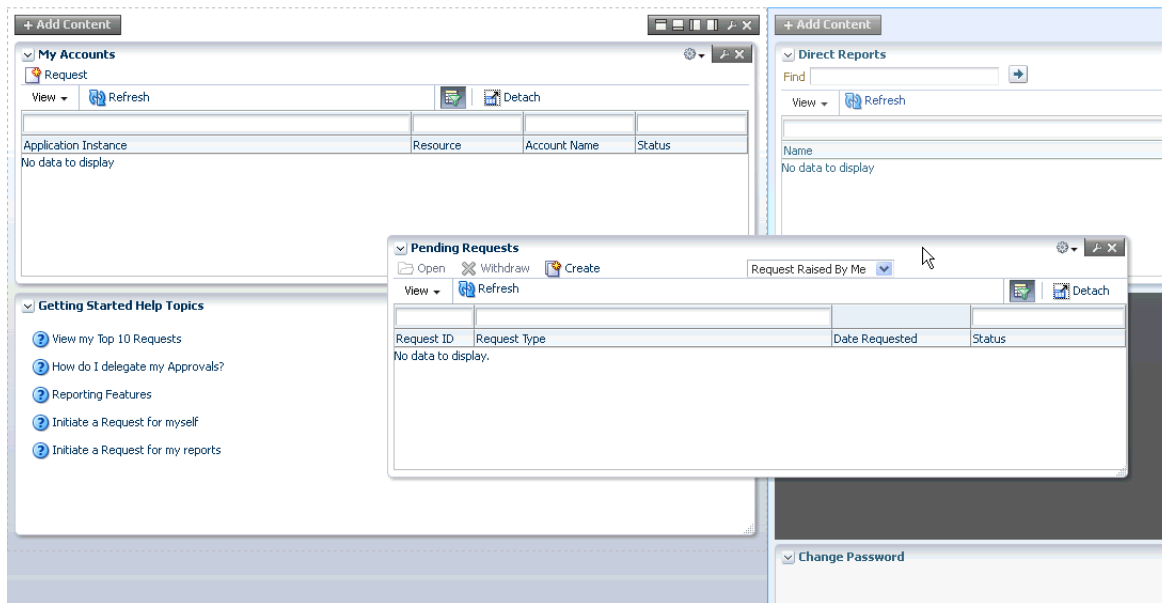 + Add Content
My Accounts
Request
View Refresh Detach
Application Instance Resource Account Name Status
No data to display
+ Add Content
Direct Reports
Find
View Refresh
Name
No data to display
Pending Requests
Open Withdraw Create Request Raised By Me
View Refresh Detach
Request ID Request Type Date Requested Status
No data to display.
Getting Started Help Topics
View my Top 10 Requests
How do I delegate my Approvals?
Reporting Features
Initiate a Request for myself
Initiate a Request for my reports
Change Password